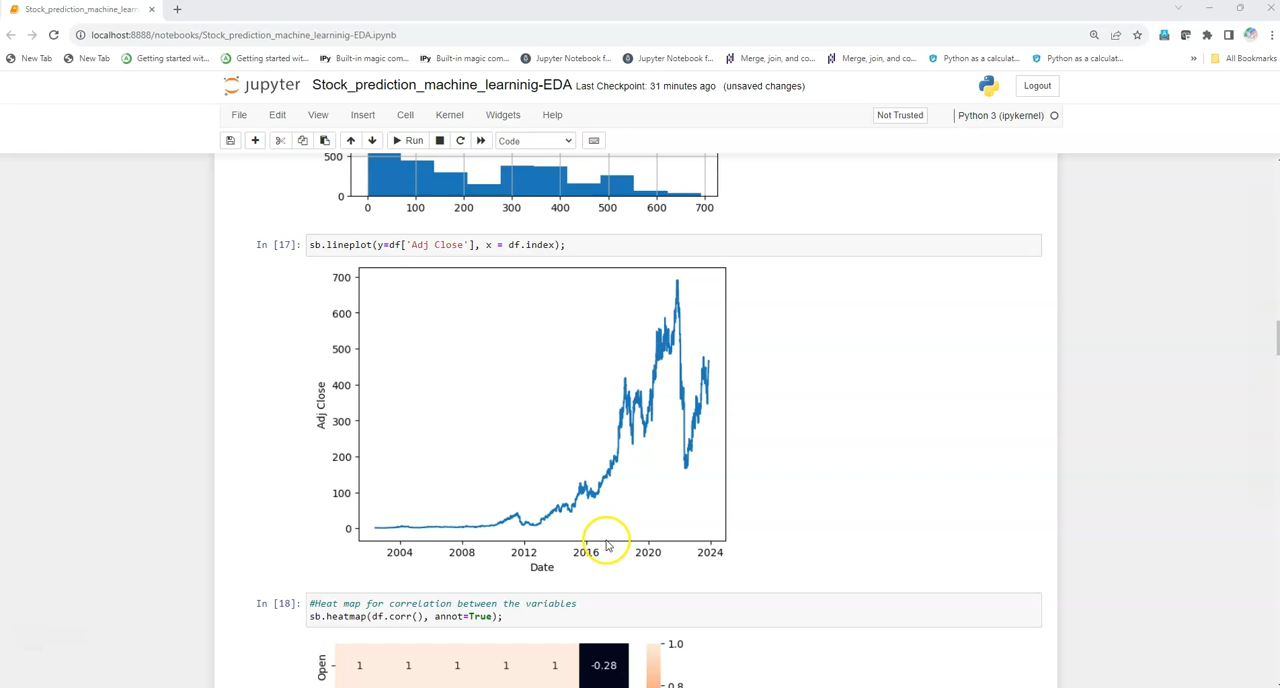 Stock_prediction_machine_learninig
localhost:8888/notebooks/Stock_prediction_machine_learninig-EDA.ipynb
New Tab New Tab Getting started wit... Getting started wit... IPy Built-in magic com... IPy Built-in magic com... Jupyter Notebook f... Jupyter Notebook f... Merge, join, and co... Merge, join, and co... Python as a calculat... Python as a calculat... » All Bookmarks
jupyter Stock_prediction_machine_learninig-EDA Last Checkpoint: 31 minutes ago (unsaved changes) Logout
File Edit View Insert Cell Kernel Widgets Help Not Trusted Python 3 (ipykernel)
Run Code
500
0
0 100 200 300 400 500 600 700
In [17]: sb.lineplot(y=df['Adj Close'], x = df.index);
700
600
500
400
300
200
100
0
Adj Close
2004 2008 2012 2016 2020 2024
Date
In [18]: #Heat map for correlation between the variables
sb.heatmap(df.corr(), annot=True);
Open 1 1 1 1 1 -0.28 1.0
0.8